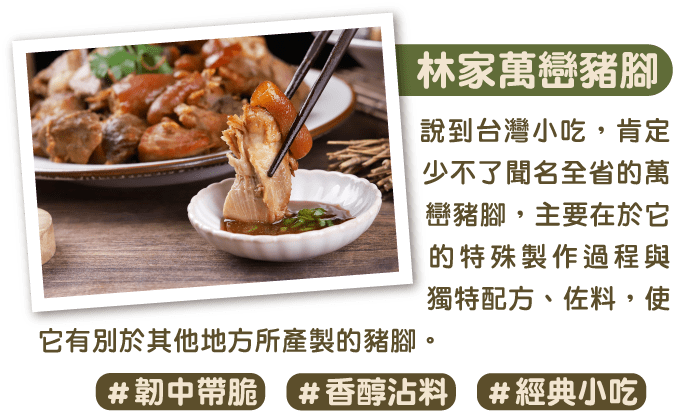 林家萬巒豬腳
說到台灣小吃，肯定
少不了聞名全省的萬
巒豬腳，主要在於它
的特殊製作過程與
獨特配方、佐料，使
它有別於其他地方所產製的豬腳。
#韌中帶脆 #香醇沾料 #經典小吃